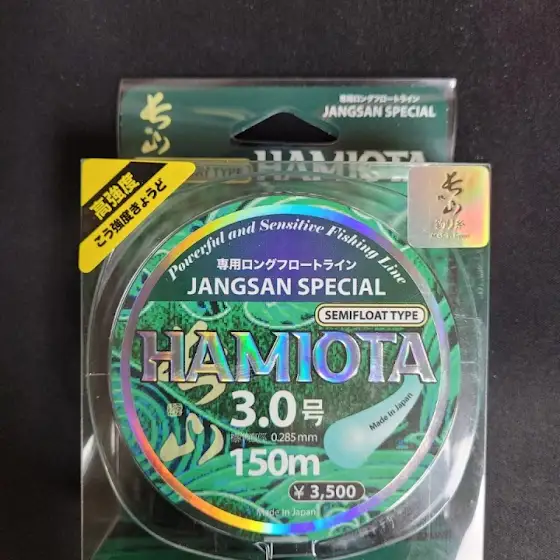 専用ロングフロートライン
JANGSAN SPECIAL
HAMIOTA
SEMIFLOAT TYPE
高強度
こう強度きょうど
Powerful and Sensitive Fishing Line
専用ロングフロートライン
JANGSAN SPECIAL
SEMIFLOAT TYPE
HAMIOTA
3.0号
0.285mm
150m
Made in Japan
¥3,500
Made in Japan